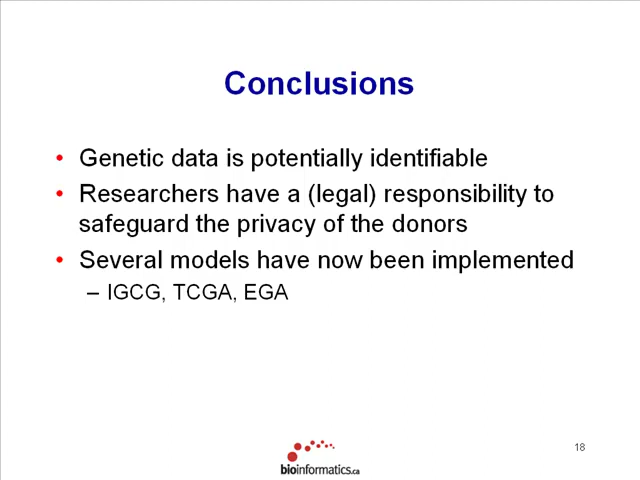 Conclusions
• Genetic data is potentially identifiable
• Researchers have a (legal) responsibility to
safeguard the privacy of the donors
• Several models have now been implemented
– IGCG, TCGA, EGA
18
bioinformatics.ca